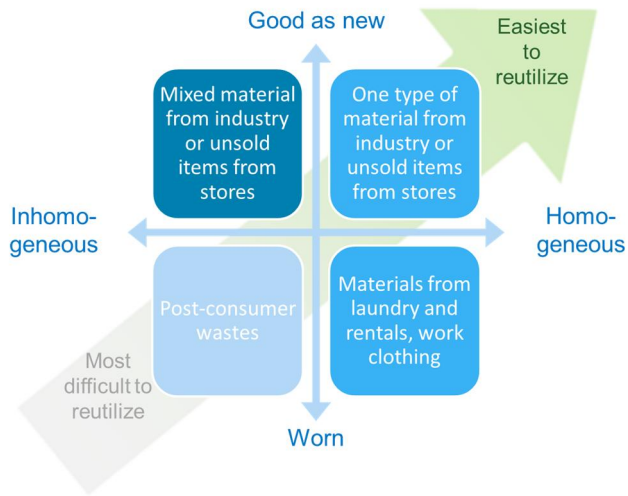 Good as new
Easiest
to
reutilize
Mixed material
from industry
or unsold
items from
stores
One type of
material from
industry or
unsold items
from stores
Inhomo-
geneous
Homo-
geneous
Post-consumer
wastes
Materials from
laundry and
rentals, work
clothing
Most
difficult to
reutilize
Worn